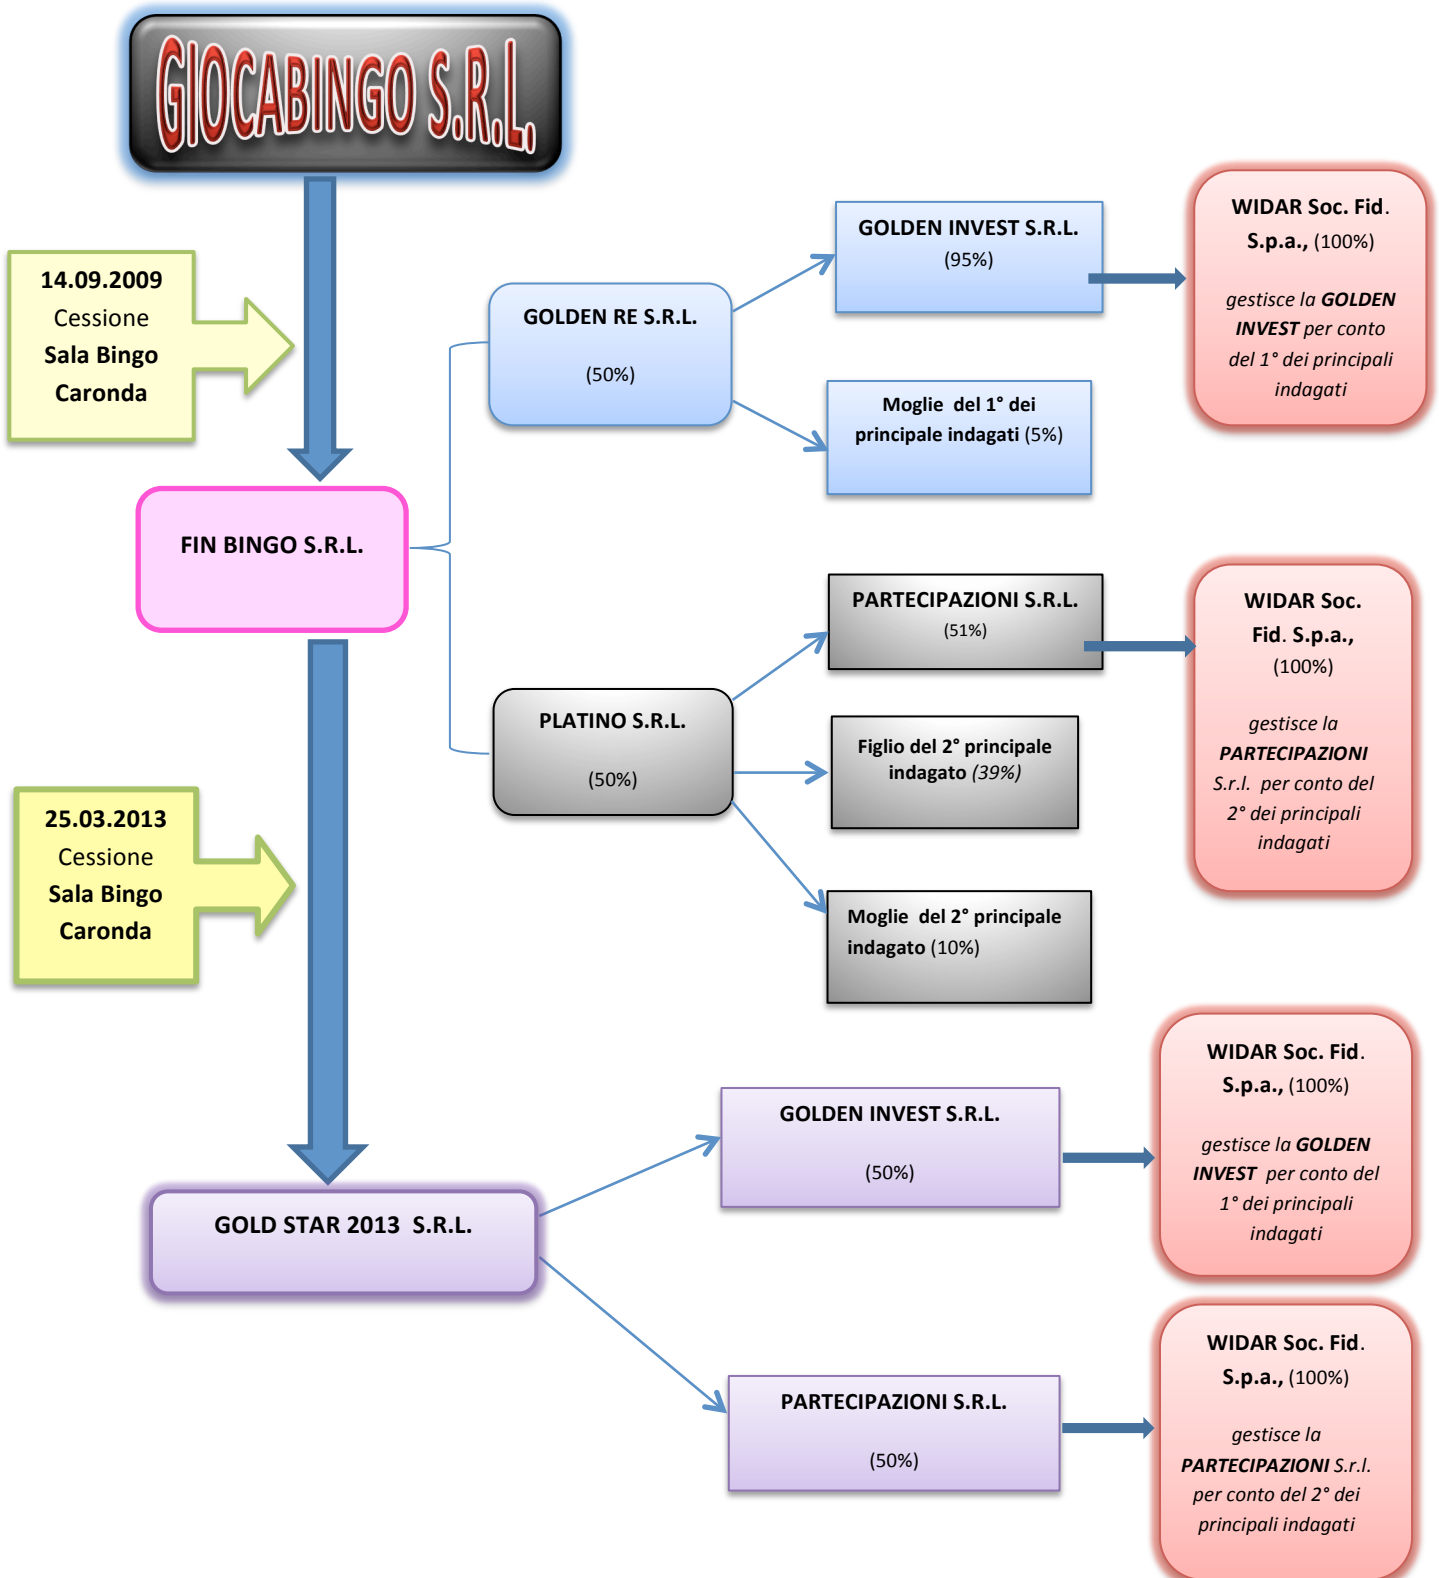 GIOCABINGO S.R.L.
14.09.2009
Cessione
Sala Bingo
Caronda
FIN BINGO S.R.L.
GOLDEN RE S.R.L.
(50%)
GOLDEN INVEST S.R.L.
(95%)
WIDAR Soc. Fid.
S.p.a., (100%)
gestisce la GOLDEN
INVEST per conto
del 1° dei principali
indagati
Moglie del 1° dei
principale indagati (5%)
PLATINO S.R.L.
(50%)
PARTECIPAZIONI S.R.L.
(51%)
WIDAR Soc.
Fid. S.p.a.,
(100%)
gestisce la
PARTECIPAZIONI
S.r.l. per conto del
2° dei principali
indagati
Figlio del 2° principale
indagato (39%)
Moglie del 2° principale
indagato (10%)
25.03.2013
Cessione
Sala Bingo
Caronda
GOLD STAR 2013 S.R.L.
GOLDEN INVEST S.R.L.
(50%)
WIDAR Soc. Fid.
S.p.a., (100%)
gestisce la GOLDEN
INVEST per conto del
1° dei principali
indagati
PARTECIPAZIONI S.R.L.
(50%)
WIDAR Soc. Fid.
S.p.a., (100%)
gestisce la
PARTECIPAZIONI S.r.l.
per conto del 2° dei
principali indagati